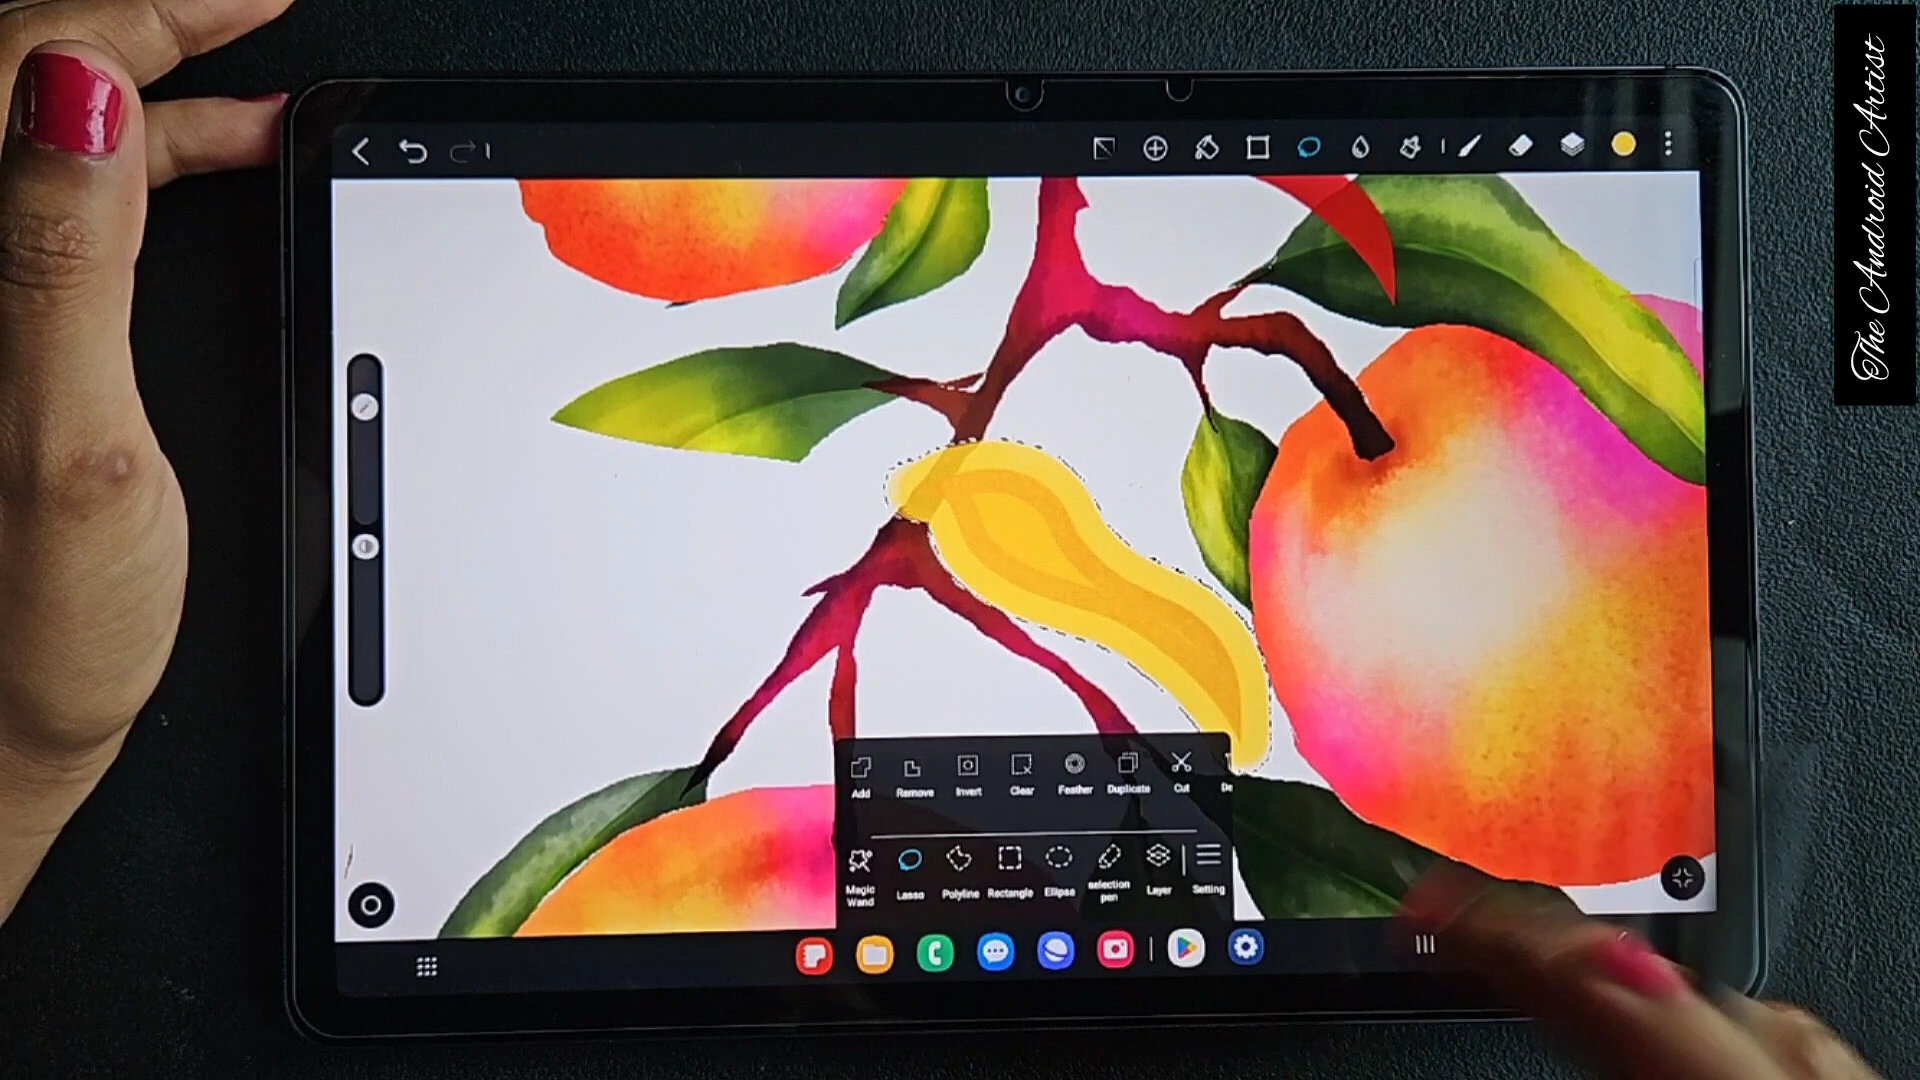 The Android Artist
Add Remove Invert Clear Feather Duplicate Cut De
Magic Wand Lasso Polyline Rectangle Ellipse selection pen Layer Setting